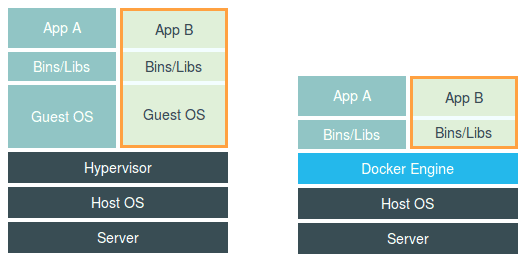 App A
App B
Bins/Libs
Bins/Libs
Guest OS
Guest OS
Hypervisor
Host OS
Server
App A
App B
Bins/Libs
Bins/Libs
Docker Engine
Host OS
Server